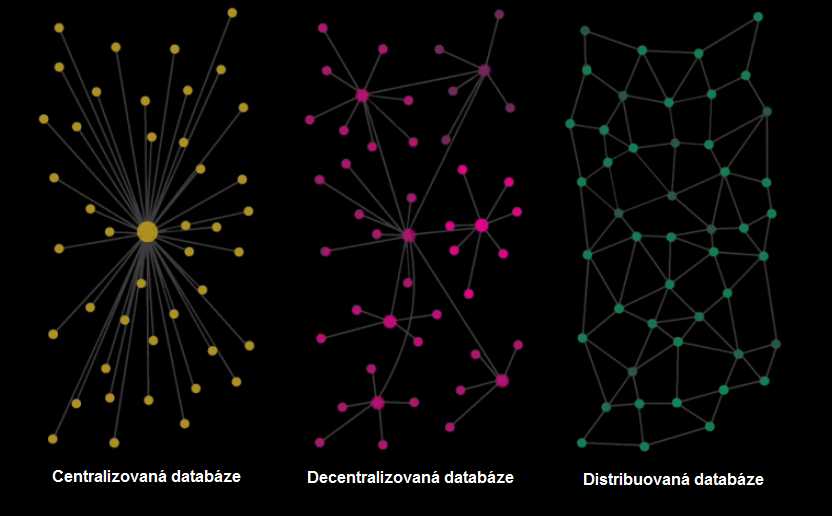 Centralizovaná databáze
Decentralizovaná databáze
Distribuovaná databáze